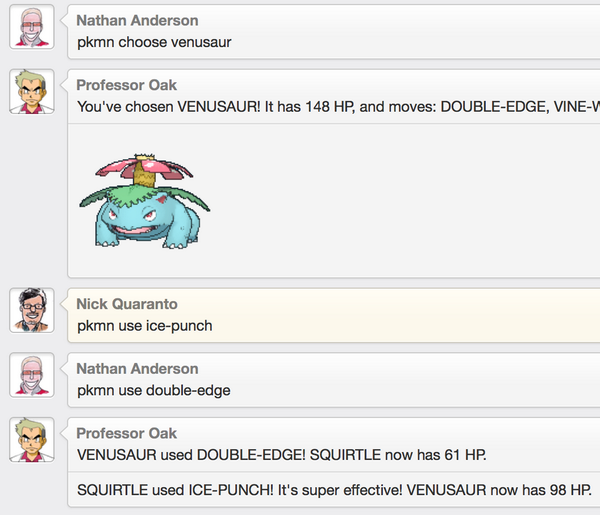 Nathan Anderson
pkmn choose venusaur
Professor Oak
You've chosen VENUSAUR! It has 148 HP, and moves: DOUBLE-EDGE, VINE-W
Nick Quaranto
pkmn use ice-punch
Nathan Anderson
pkmn use double-edge
Professor Oak
VENUSAUR used DOUBLE-EDGE! SQUIRTLE now has 61 HP.
SQUIRTLE used ICE-PUNCH! It's super effective! VENUSAUR now has 98 HP.